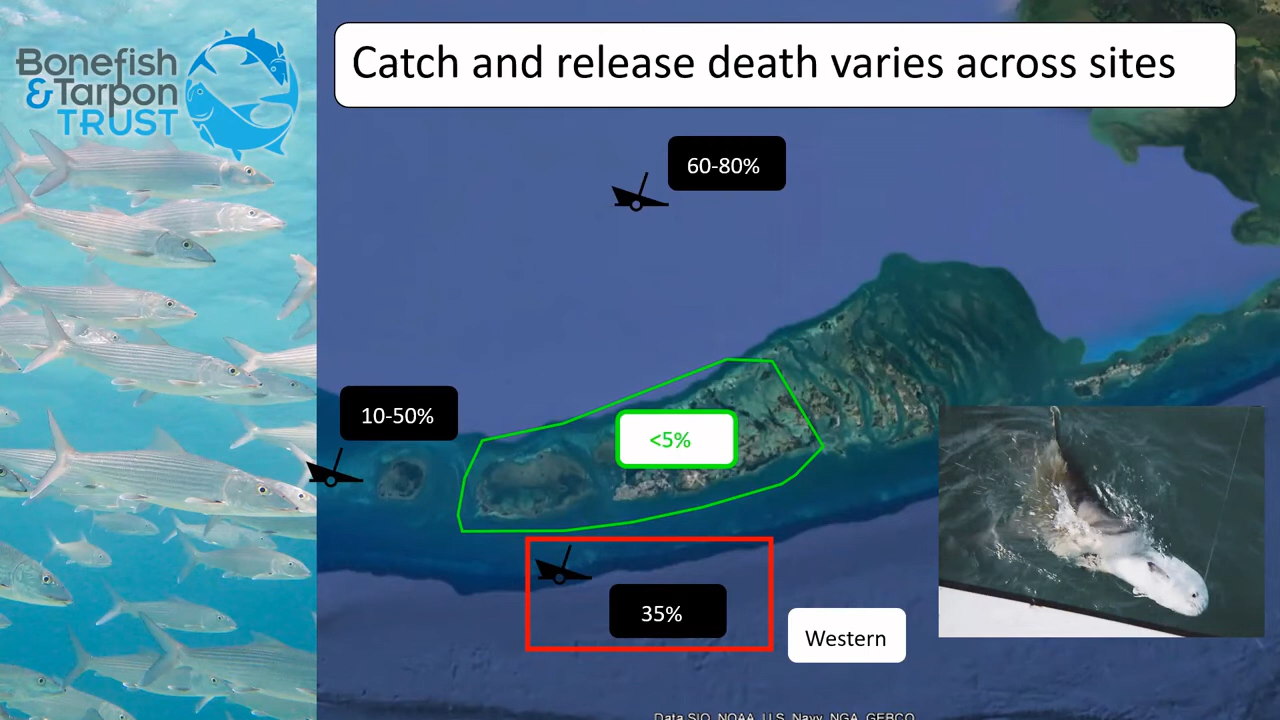 Bonefish
&Tarpon
TRUST
Catch and release death varies across sites
60-80%
10-50%
<5%
35%
Western
Data SIO, NOAA, U.S. Navy, NGA, GEBCO